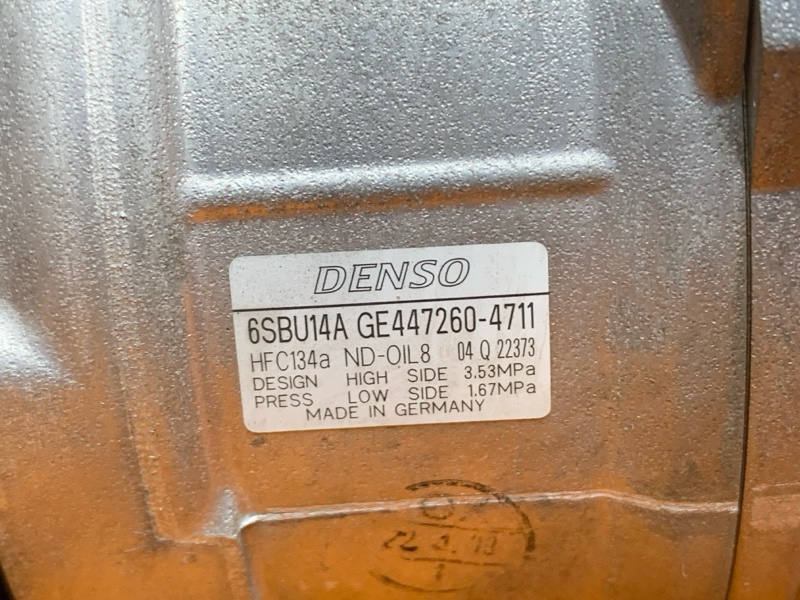 DENSO
6SBU14A GE447260-4711
HFC134a ND-OIL8 04 Q 22373
DESIGN HIGH SIDE 3.53MPa
PRESS LOW SIDE 1.67MPa
MADE IN GERMANY